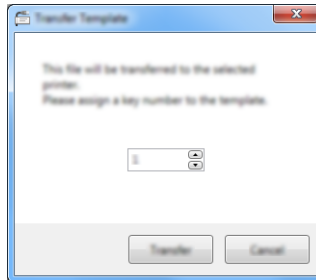 Transfer Template
This file will be transferred to the selected
printer.
Please assign a key number to the template.
1
Transfer
Cancel